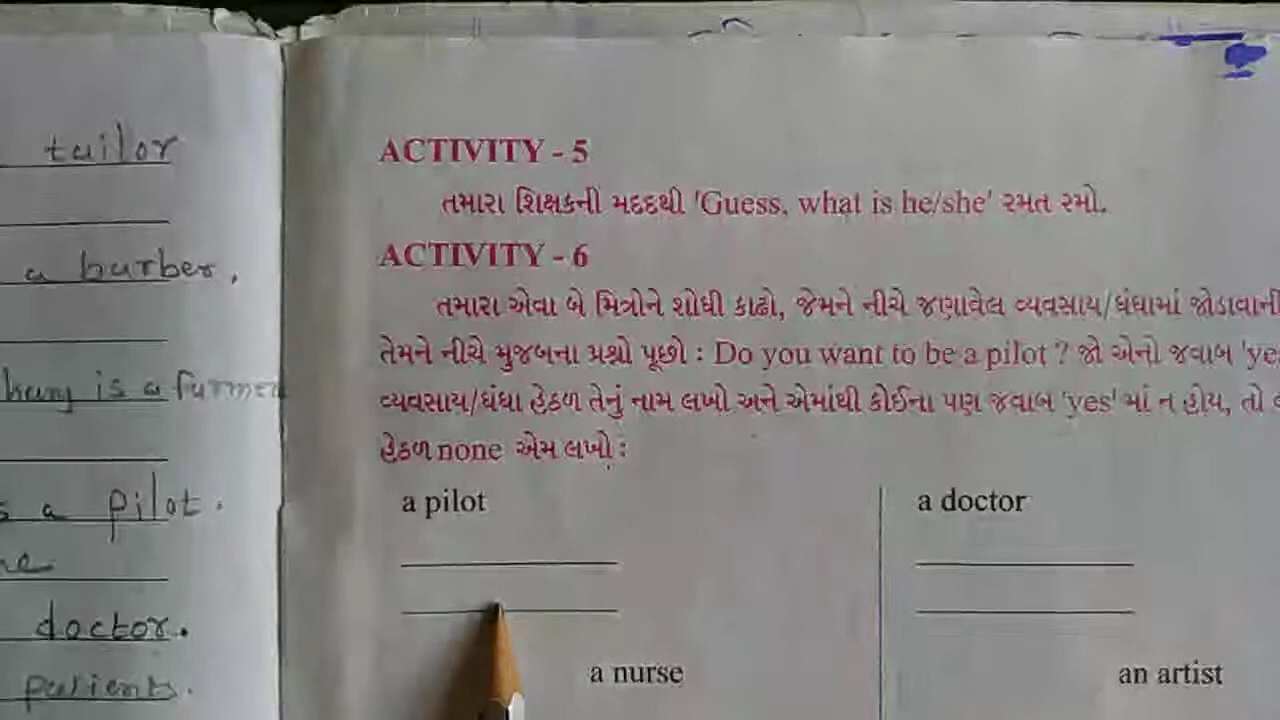 tailor
a barber.
is a farmer
a pilot.
doctor.
patients.
ACTIVITY - 5
તમારા શિક્ષકની મદદથી 'Guess, what is he/she' રમત રમો.
ACTIVITY - 6
તમારા એવા બે મિત્રોને શોધી કાઢો, જેમને નીચે જણાવેલ વ્યવસાય/ધંધામાં જોડાવાની
તેમને નીચે મુજબના પ્રશ્નો પૂછો : Do you want to be a pilot ? જો એનો જવાબ 'ye
વ્યવસાય/ધંધા હેઠળ તેનું નામ લખો અને એમાંથી કોઈના પણ જવાબ 'yes' માં ન હોય, તો
હેઠળ none એમ લખો :
a pilot
a doctor
a nurse
an artist